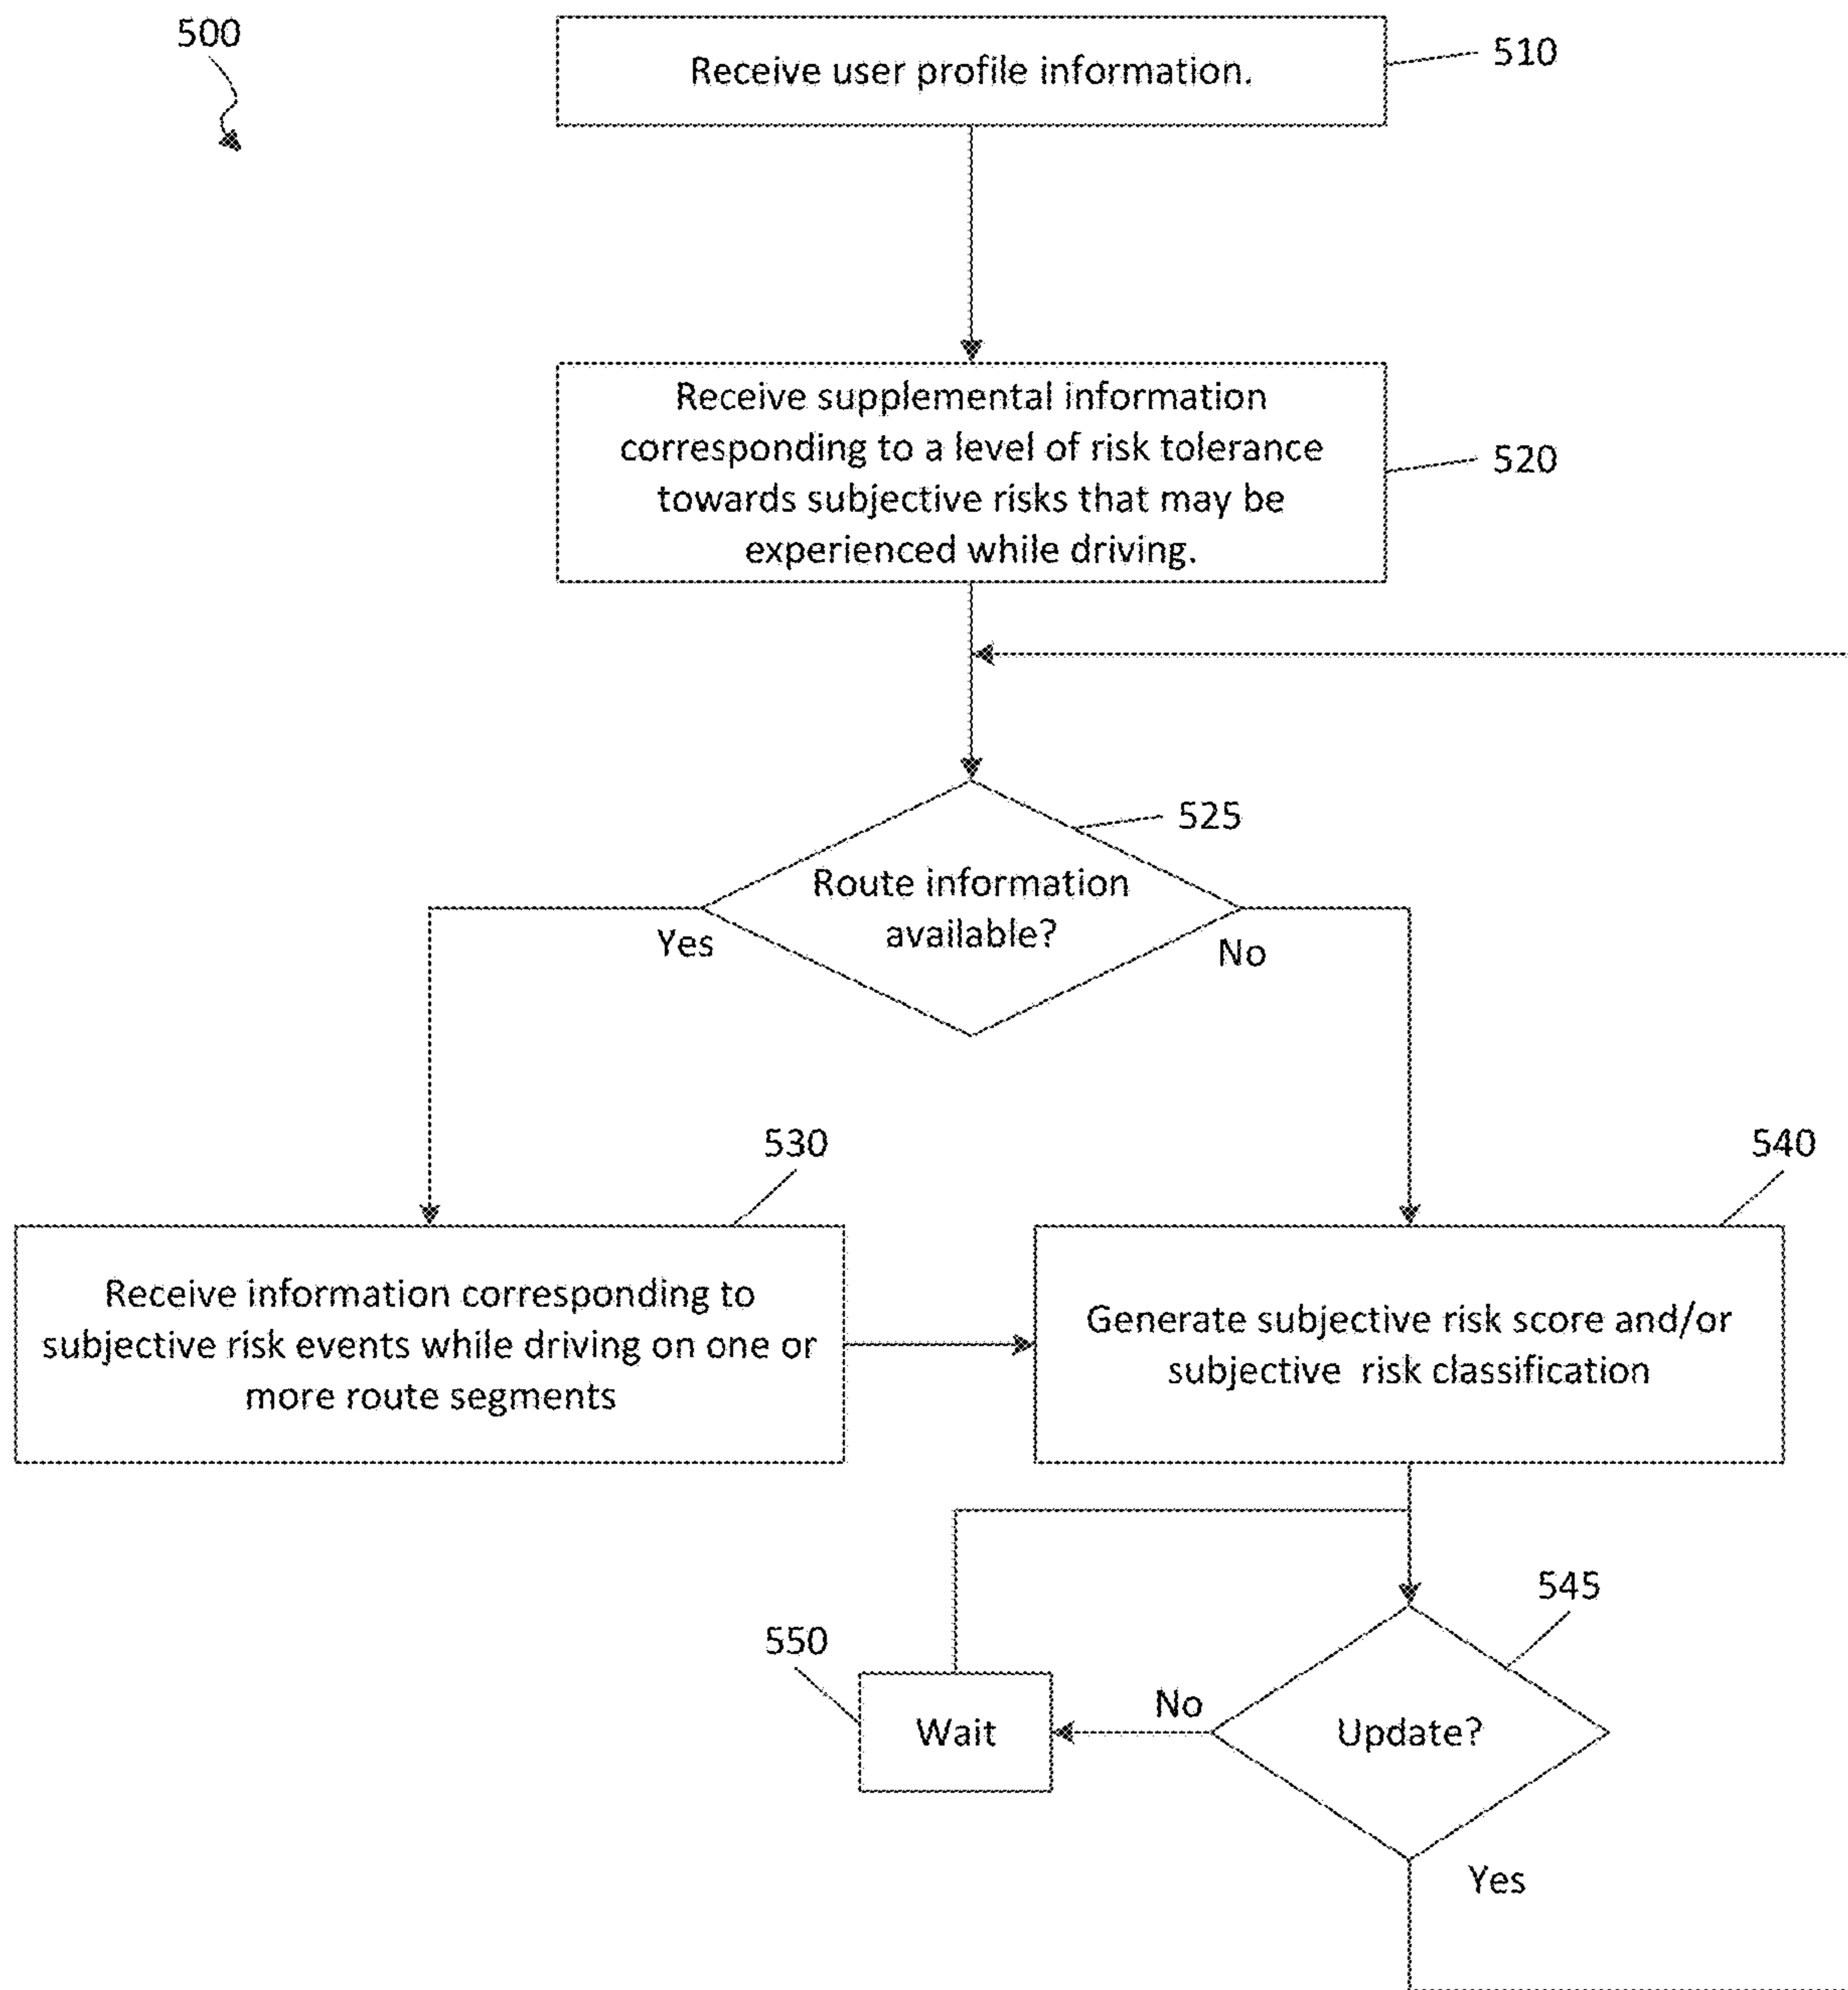 500
Receive user profile information.
510
Receive supplemental information
corresponding to a level of risk tolerance
towards subjective risks that may be
experienced while driving.
520
525
Route information
available?
Yes
No
530
540
Receive information corresponding to
subjective risk events while driving on one or
more route segments
Generate subjective risk score and/or
subjective risk classification
545
550
No
Wait
Update?
Yes